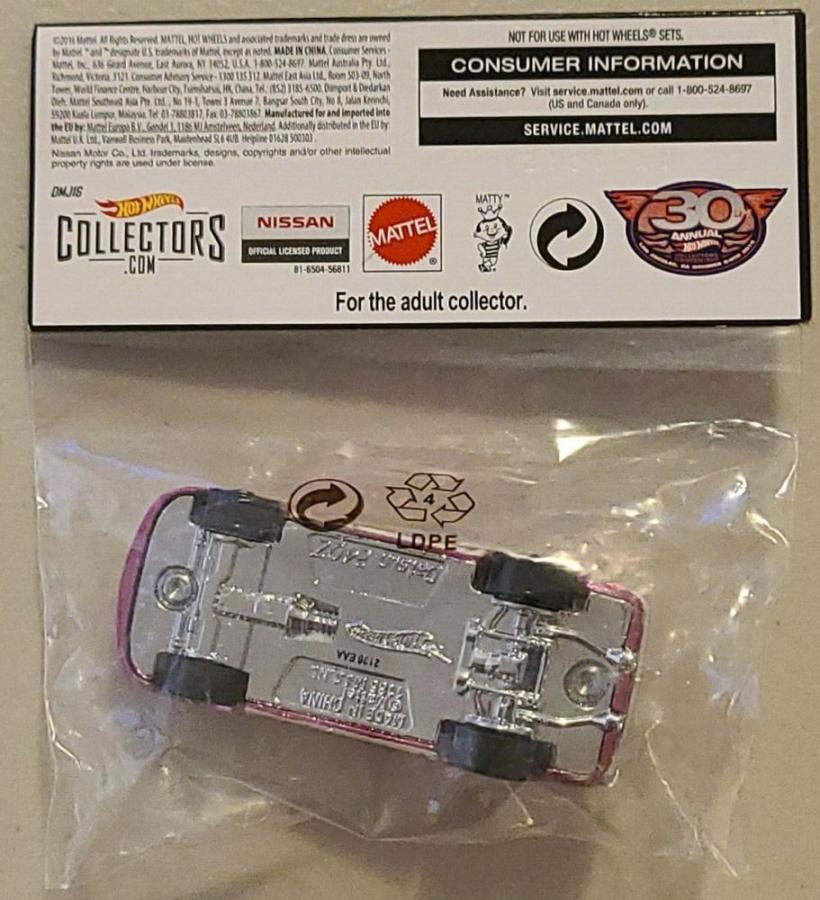 ©2016 Mattel. All Rights Reserved. MATTEL, HOT WHEELS and associated trademarks and trade dress are owned
by Mattel. ® and ™ designate U.S. trademarks of Mattel, except as noted. MADE IN CHINA. Consumer Services -
Mattel, Inc., 636 Girard Avenue, East Aurora, NY 14052, U.S.A. 1-800-524-8697. Mattel Australia Pty. Ltd.,
Richmond, Victoria. 3121. Consumer Advisory Service - 1300 135 312. Mattel East Asia Ltd., Room 503-09, North
Tower, World Finance Centre, Harbour City, Tsimshatsui, HK, China. Tel.: (852) 3185-6500. Diimport & Diedarkan
Oleh: Mattel Southeast Asia Pte. Ltd., No 19-1, Tower 3 Avenue 7, Bangsar South City, No 8, Jalan Kerinchi,
59200 Kuala Lumpur, Malaysia. Tel: 03-78803817, Fax: 03-78803867. Manufactured for and imported into
the EU by: Mattel Europa B.V., Gondel 1, 1186 MJ Amstelveen, Nederland. Additionally distributed in the EU by:
Mattel U.K. Ltd., Vanwall Business Park, Maidenhead SL6 4UB. Helpline 01628 500303.
Nissan Motor Co., Ltd. trademarks, designs, copyrights and/or other intellectual
property rights are used under license.
NOT FOR USE WITH HOT WHEELS® SETS.
CONSUMER INFORMATION
Need Assistance? Visit service.mattel.com or call 1-800-524-8697
(US and Canada only).
SERVICE.MATTEL.COM
DMJ16
HOT WHEELS
COLLECTORS
.COM
NISSAN
OFFICIAL LICENSED PRODUCT
81-6504-56811
MATTEL
®
MATTY™
30th
ANNUAL
HOT WHEELS
COLLECTORS
For the adult collector.
4
LDPE
Datsun 240Z
MADE IN
CHINA